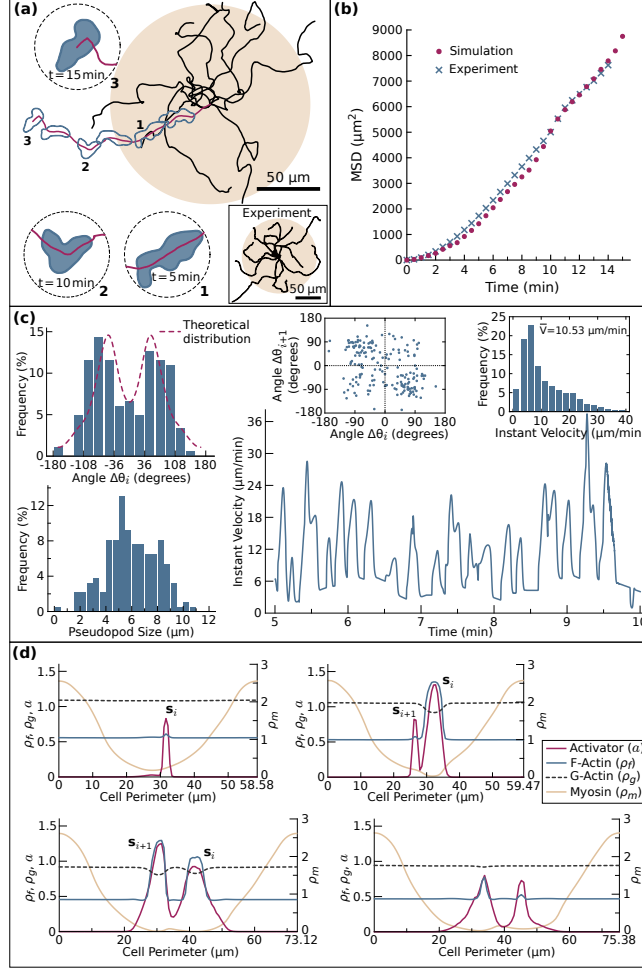 (a)
t=15min
3
3
2
1
50 μm
t=10min
2
t=5min
1
Experiment
50 μm
(b)
9000
8000
7000
6000
5000
4000
3000
2000
1000
0
MSD (μm²)
Simulation
Experiment
0 2 4 6 8 10 12 14
Time (min)
(c)
15
10
5
0
Frequency (%)
Theoretical
distribution
-180 -108 -36 36 108 180
Angle Δθi (degrees)
180
90
0
-90
-180
Angle Δθi+1
(degrees)
-180 -90 0 90 180
Angle Δθi (degrees)
25
20
15
10
5
0
Frequency (%)
V̅=10.53 μm/min
0 10 20 30 40
Instant Velocity (μm/min)
12
8
4
0
Frequency (%)
0 2 4 6 8 10 12
Pseudopod Size (μm)
36
30
24
18
12
6
0
Instant Velocity (μm/min)
5 6 7 8 9 10
Time (min)
(d)
1.5
1.0
0.5
0
ρf, ρg, a
si
3
2
1
0
ρm
0 10 20 30 40 50 58.58
Cell Perimeter (μm)
1.5
1.0
0.5
0
si+1
si
3
2
1
0
ρm
0 10 20 30 40 50 59.47
Cell Perimeter (μm)
Activator (a)
F-Actin (ρf)
G-Actin (ρg)
Myosin (ρm)
1.5
1.0
0.5
0
ρf, ρg, a
si+1
si
3
2
1
0
ρm
0 20 40 60 73.12
Cell Perimeter (μm)
1.5
1.0
0.5
0
3
2
1
0
ρm
0 20 40 60 75.38
Cell Perimeter (μm)